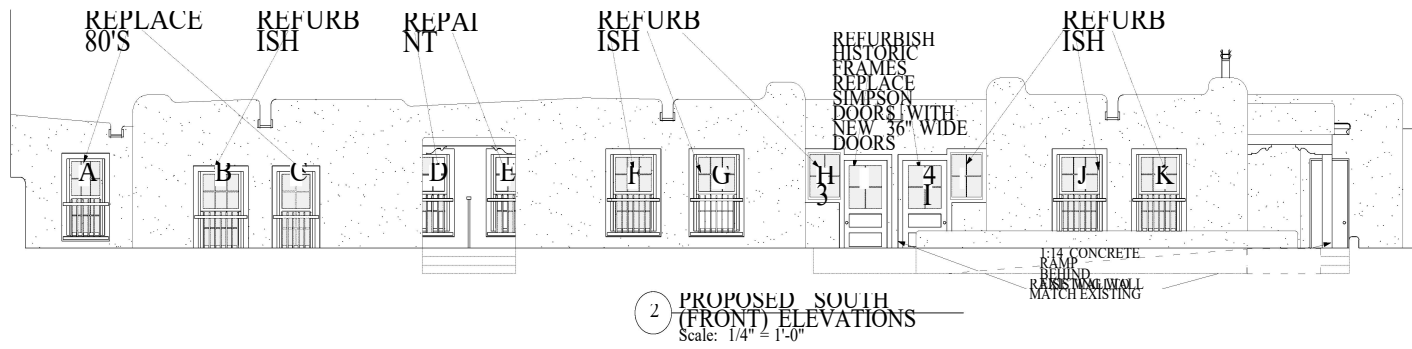 REPLACE
80'S
REFURB
ISH
REPAI
NT
REFURB
ISH
REFURBISH
HISTORIC
FRAMES
REPLACE
SIMPSON
DOORS WITH
NEW 36" WIDE
DOORS
REFURB
ISH
A
B
C
D
E
F
G
H
3
4
I
J
K
1:14 CONCRETE
RAMP
BEHIND
MATCH EXISTING
2
PROPOSED SOUTH
(FRONT) ELEVATIONS
Scale: 1/4" = 1'-0"